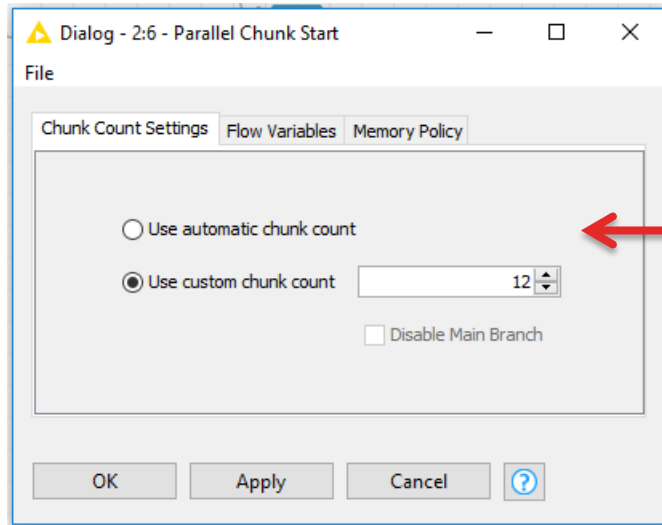 Dialog - 2:6 - Parallel Chunk Start
File
Chunk Count Settings Flow Variables Memory Policy
Use automatic chunk count
Use custom chunk count 12
Disable Main Branch
OK Apply Cancel ?